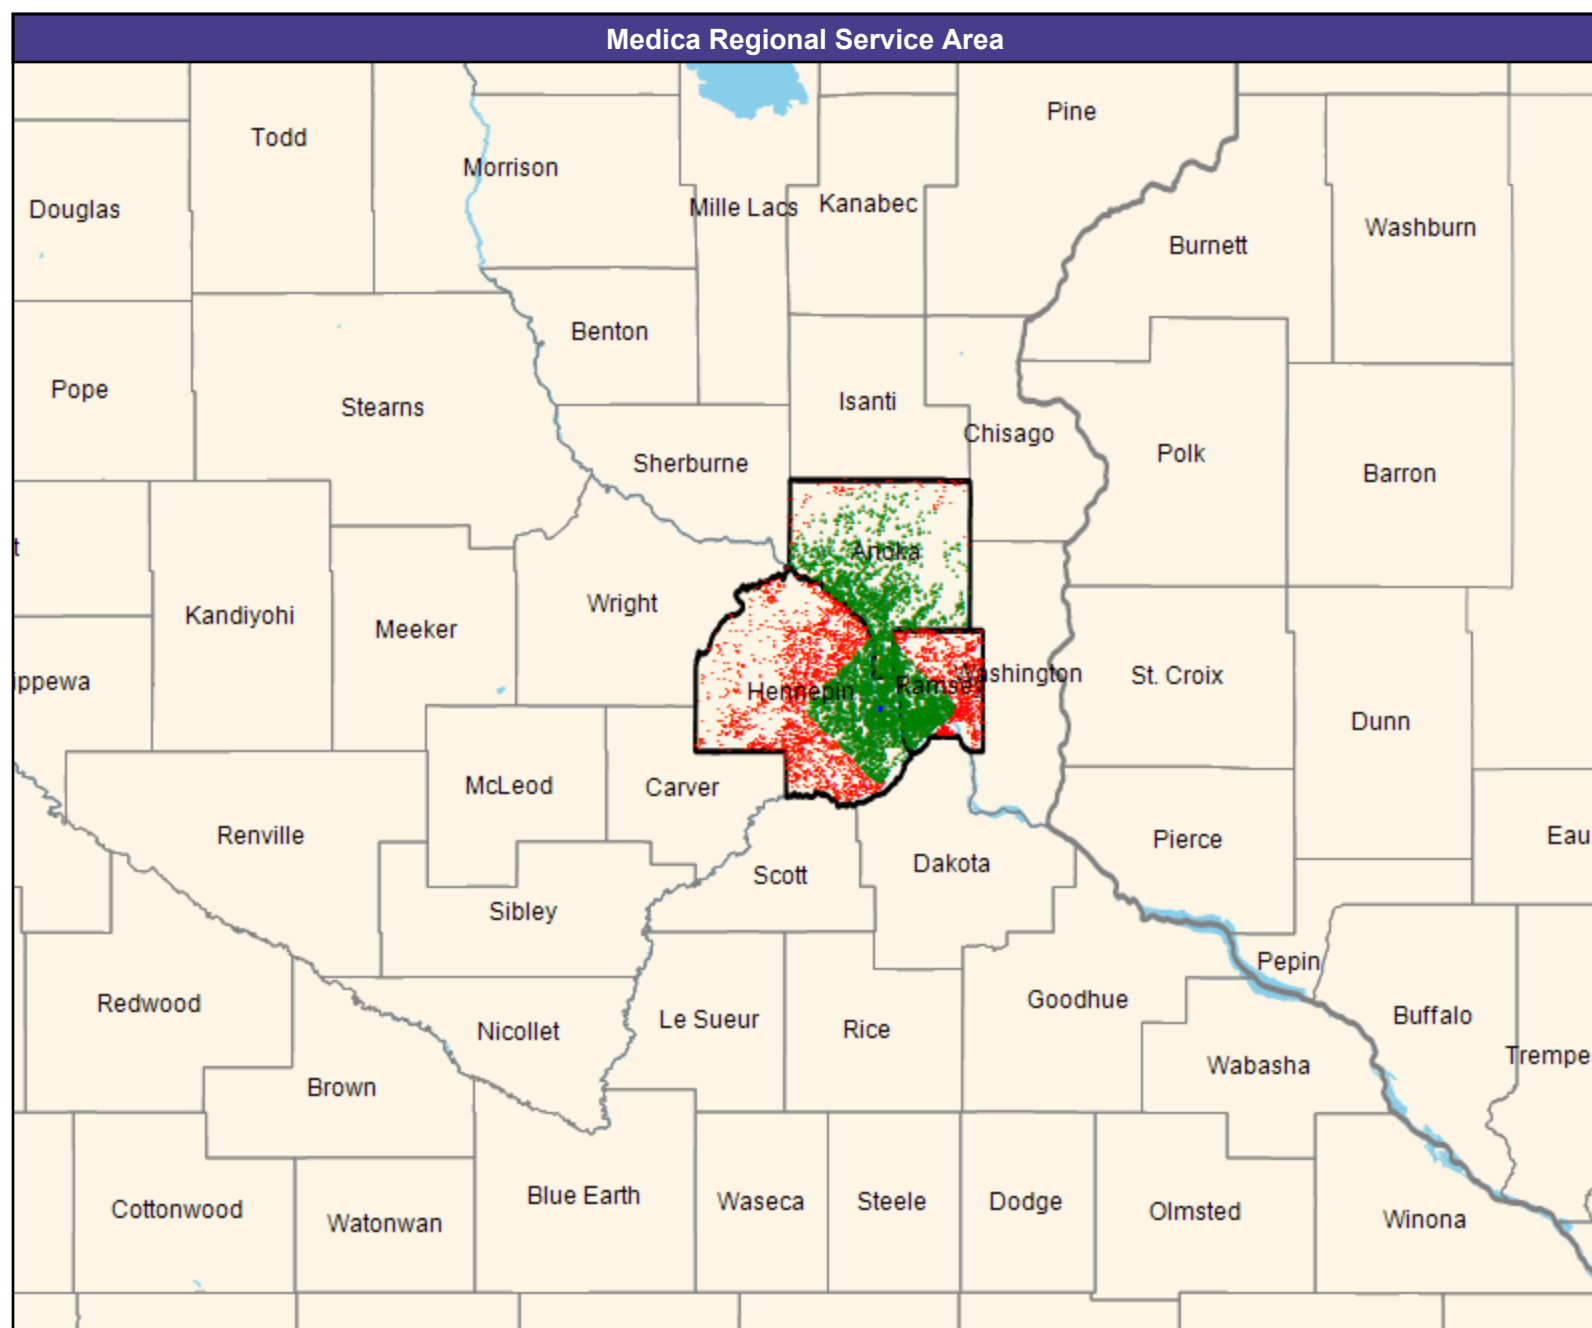 Medica Regional Service Area
Pine
Todd
Morrison
Douglas
Mille Lacs
Kanabec
Washburn
Burnett
Benton
Pope
Stearns
Isanti
Chisago
Sherburne
Polk
Barron
t
Anoka
Wright
Kandiyohi
Meeker
ippewa
Hennepin
Ramsey
Washington
St. Croix
Dunn
McLeod
Carver
Renville
Pierce
Eau
Scott
Dakota
Sibley
Pepin
Redwood
Goodhue
Nicollet
Le Sueur
Rice
Buffalo
Trempe
Wabasha
Brown
Blue Earth
Waseca
Steele
Dodge
Cottonwood
Watonwan
Olmsted
Winona